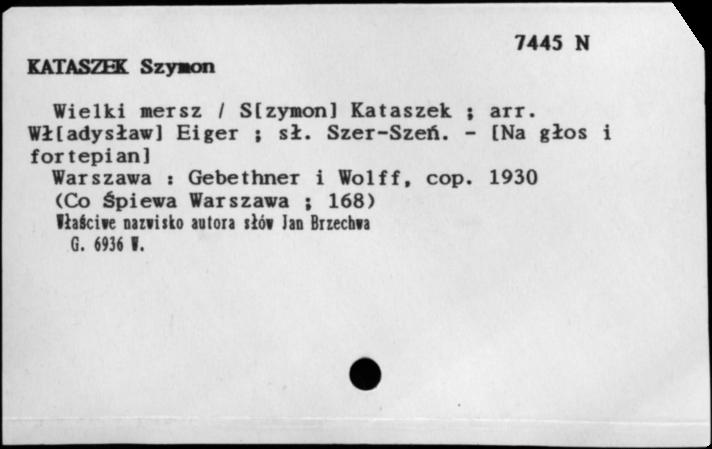 7445 N
KATASZEK Szymon
Wielki mersz / S[zymon] Kataszek ; arr.
Wł[adysław] Eiger ; sł. Szer-Szeń. - [Na głos i
fortepian]
Warszawa : Gebethner i Wolff, cop. 1930
(Co Śpiewa Warszawa ; 168)
Właściwe nazwisko autora słów Jan Brzechwa
G. 6936 W.